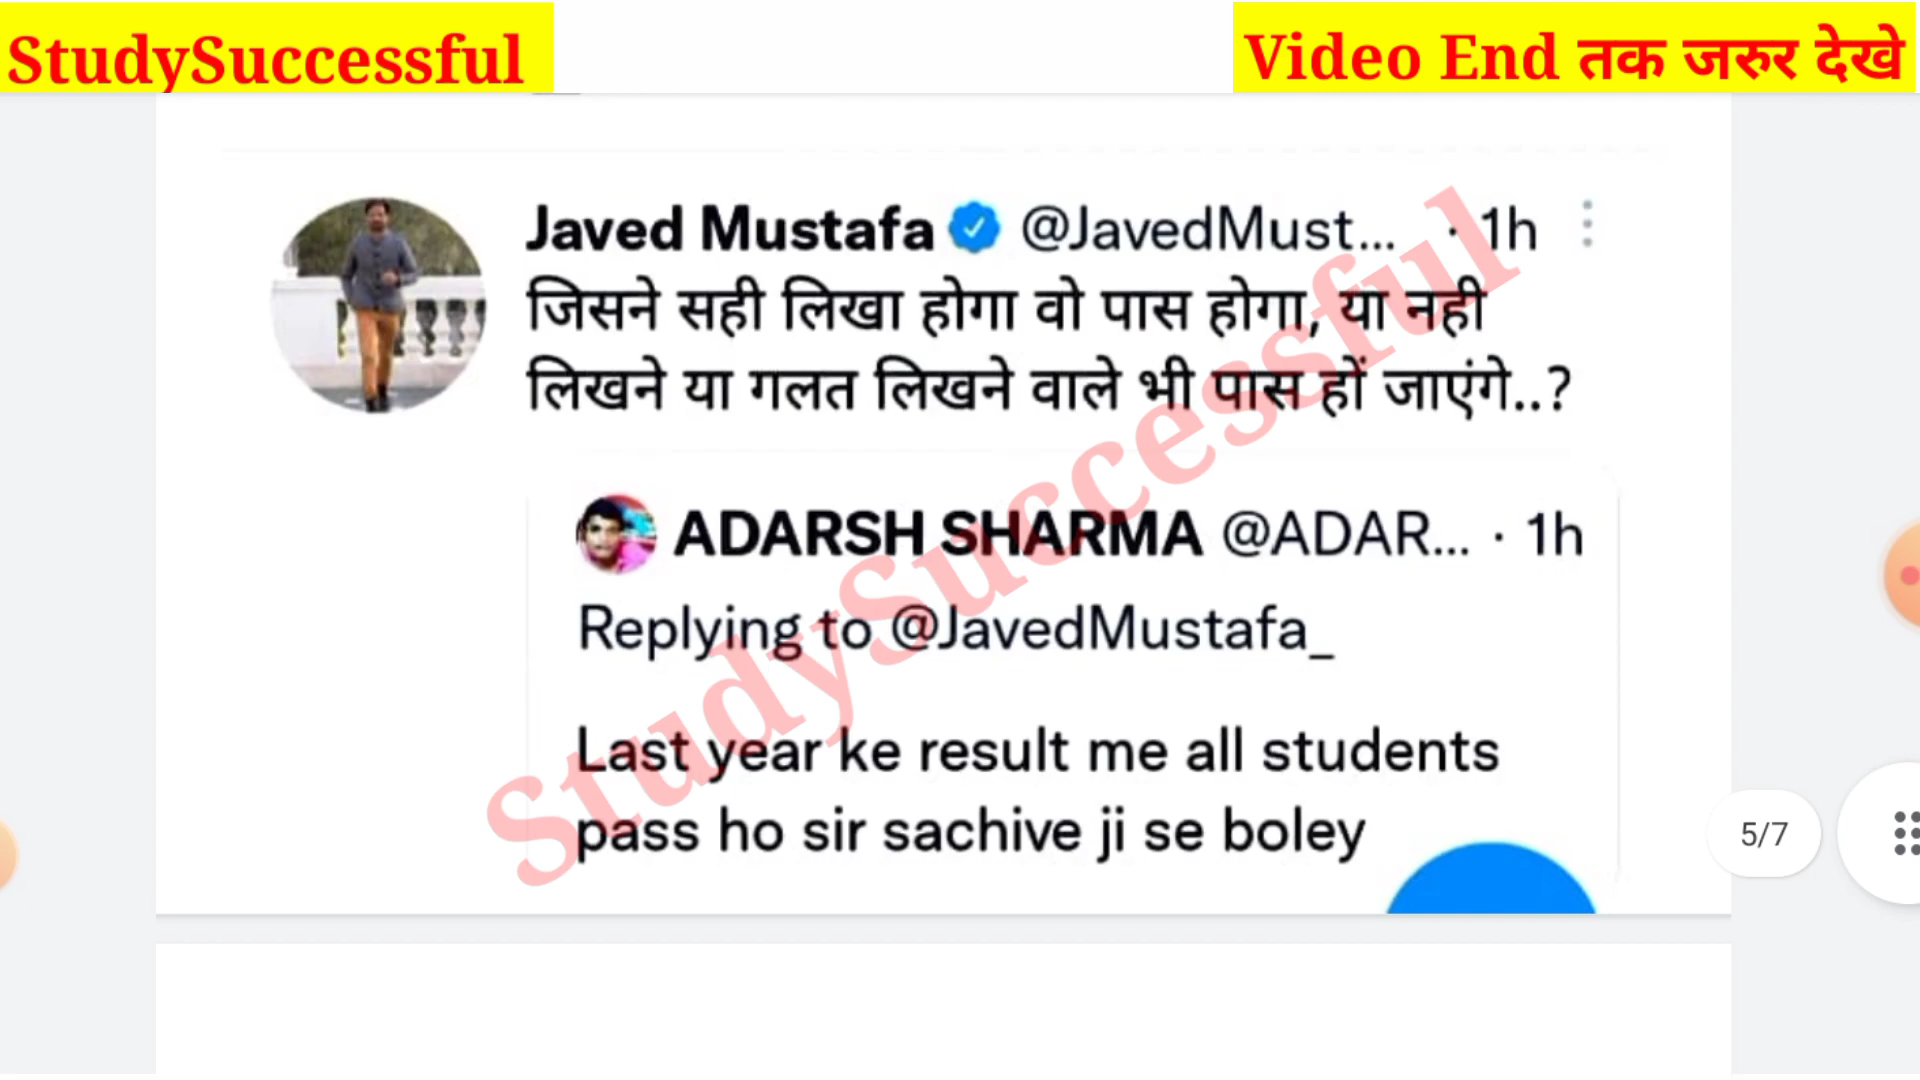 StudySuccessful
Video End तक जरुर देखे
Javed Mustafa @JavedMust... · 1h
जिसने सही लिखा होगा वो पास होगा, या नही
लिखने या गलत लिखने वाले भी पास हों जाएंगे..?
ADARSH SHARMA @ADAR... · 1h
Replying to @JavedMustafa_
Last year ke result me all students
pass ho sir sachive ji se boley
StudySuccessful
5/7